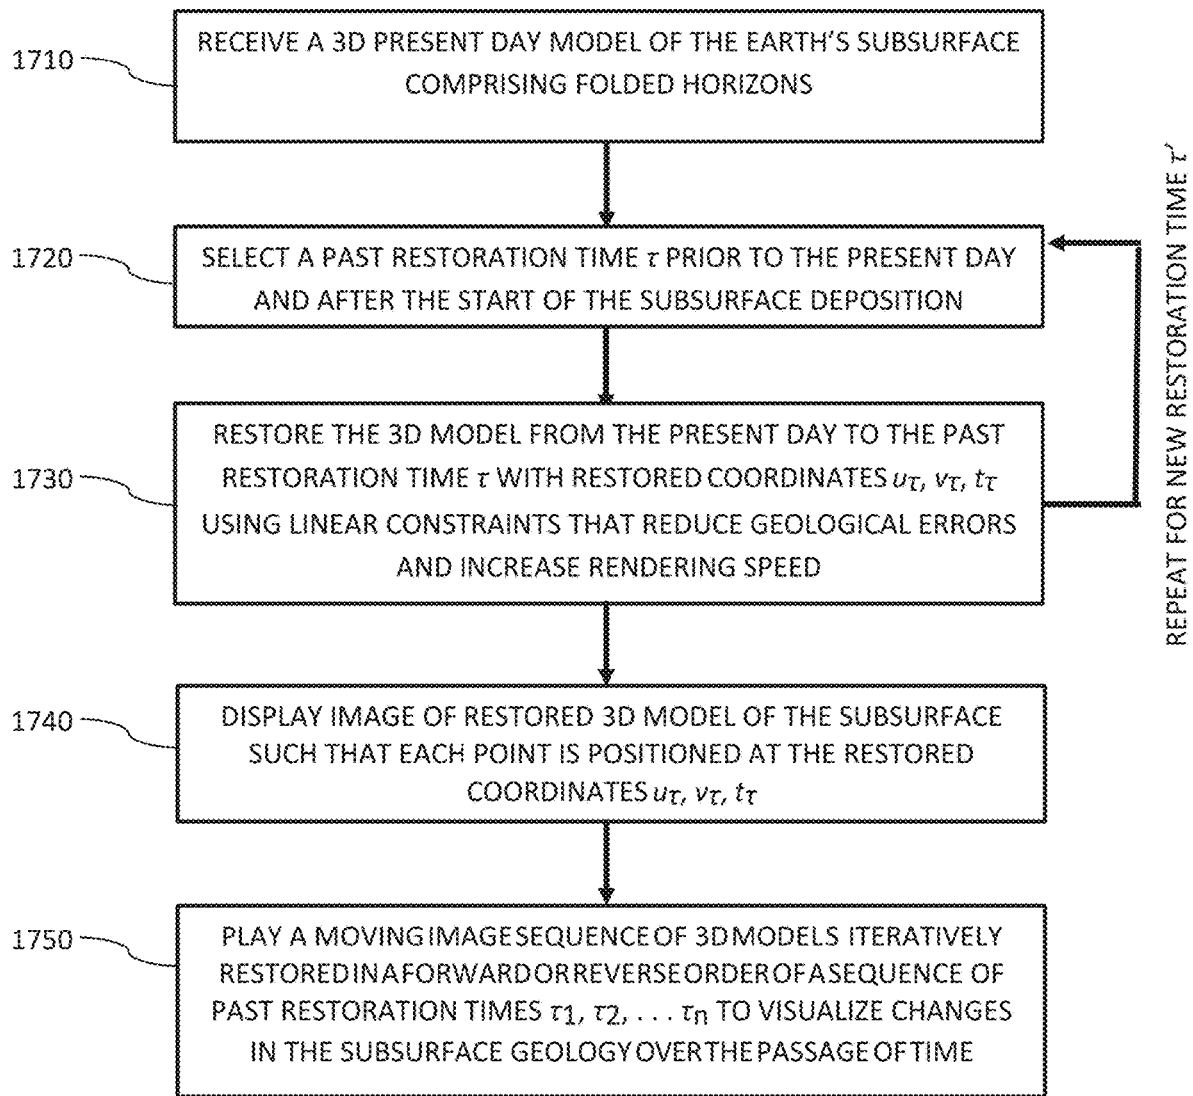 1710
RECEIVE A 3D PRESENT DAY MODEL OF THE EARTH'S SUBSURFACE
COMPRISING FOLDED HORIZONS
1720
SELECT A PAST RESTORATION TIME τ PRIOR TO THE PRESENT DAY
AND AFTER THE START OF THE SUBSURFACE DEPOSITION
REPEAT FOR NEW RESTORATION TIME τ'
1730
RESTORE THE 3D MODEL FROM THE PRESENT DAY TO THE PAST
RESTORATION TIME τ WITH RESTORED COORDINATES uτ, vτ, tτ
USING LINEAR CONSTRAINTS THAT REDUCE GEOLOGICAL ERRORS
AND INCREASE RENDERING SPEED
1740
DISPLAY IMAGE OF RESTORED 3D MODEL OF THE SUBSURFACE
SUCH THAT EACH POINT IS POSITIONED AT THE RESTORED
COORDINATES uτ, vτ, tτ
1750
PLAY A MOVING IMAGE SEQUENCE OF 3D MODELS ITERATIVELY
RESTORED IN A FORWARD OR REVERSE ORDER OF A SEQUENCE OF
PAST RESTORATION TIMES τ1, τ2, . . . τn TO VISUALIZE CHANGES
IN THE SUBSURFACE GEOLOGY OVER THE PASSAGE OF TIME